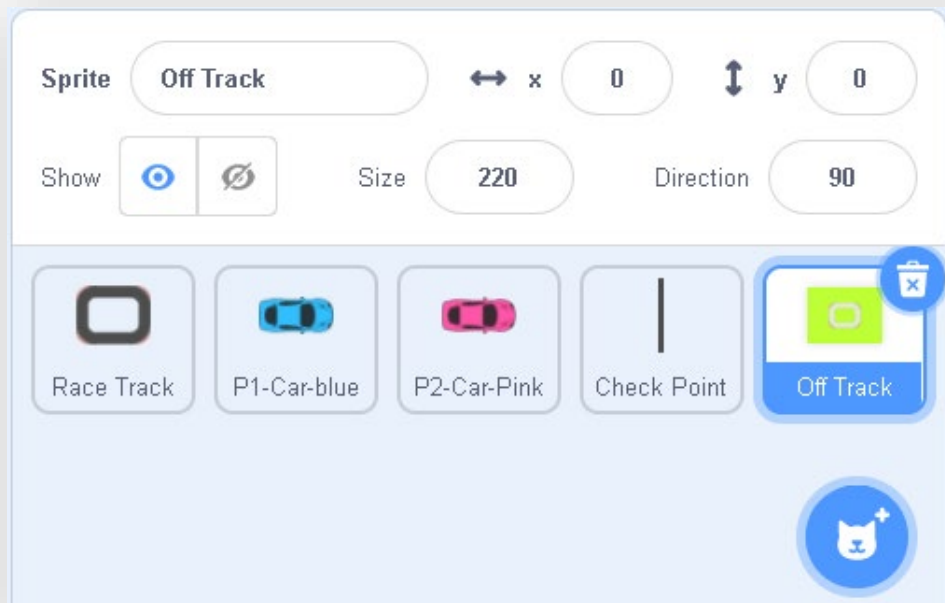 Sprite Off Track x 0 y 0
Show Size 220 Direction 90
Race Track P1-Car-blue P2-Car-Pink Check Point Off Track